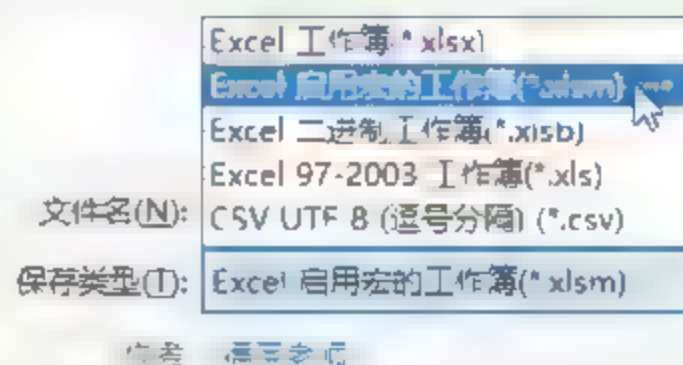 Excel 工作簿(*.xlsx)
Excel 启用宏的工作簿(*.xlsm)
Excel 二进制工作簿(*.xlsb)
Excel 97-2003 工作簿(*.xls)
文件名(N): CSV UTF 8 (逗号分隔) (*.csv)
保存类型(T): Excel 启用宏的工作簿(*.xlsm)
作者